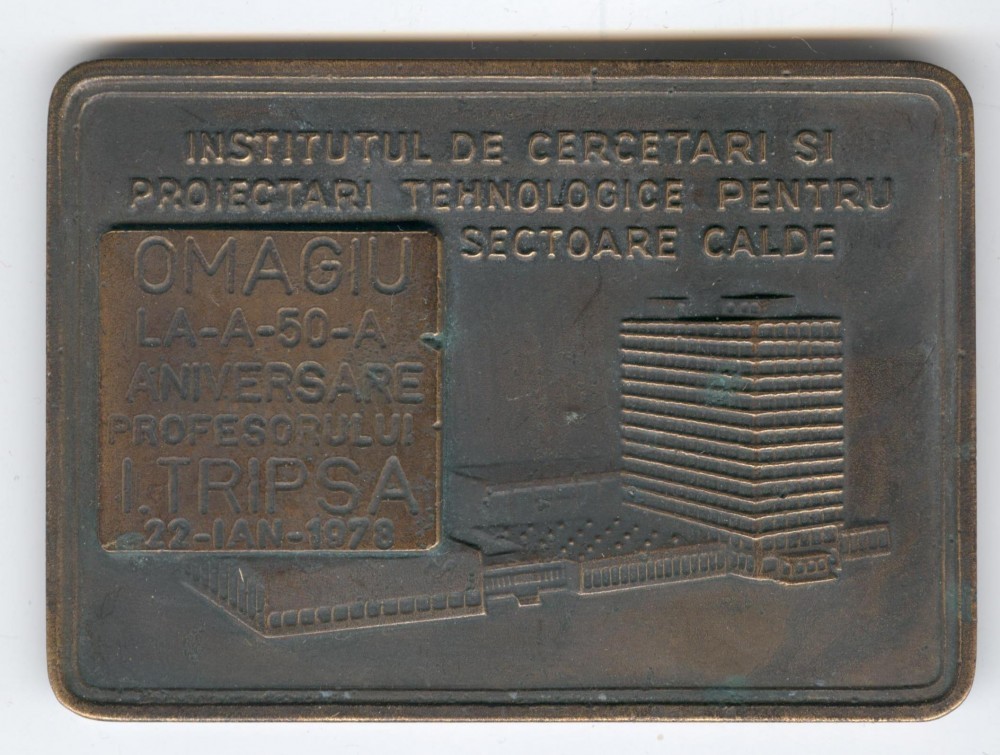 INSTITUTUL DE CERCETARI SI
PROIECTARI TEHNOLOGICE PENTRU
SECTOARE CALDE
OMAGIU
LA-A-50-A
ANIVERSARE
PROFESORULUI
I.TRIPSA
22-IAN-1978